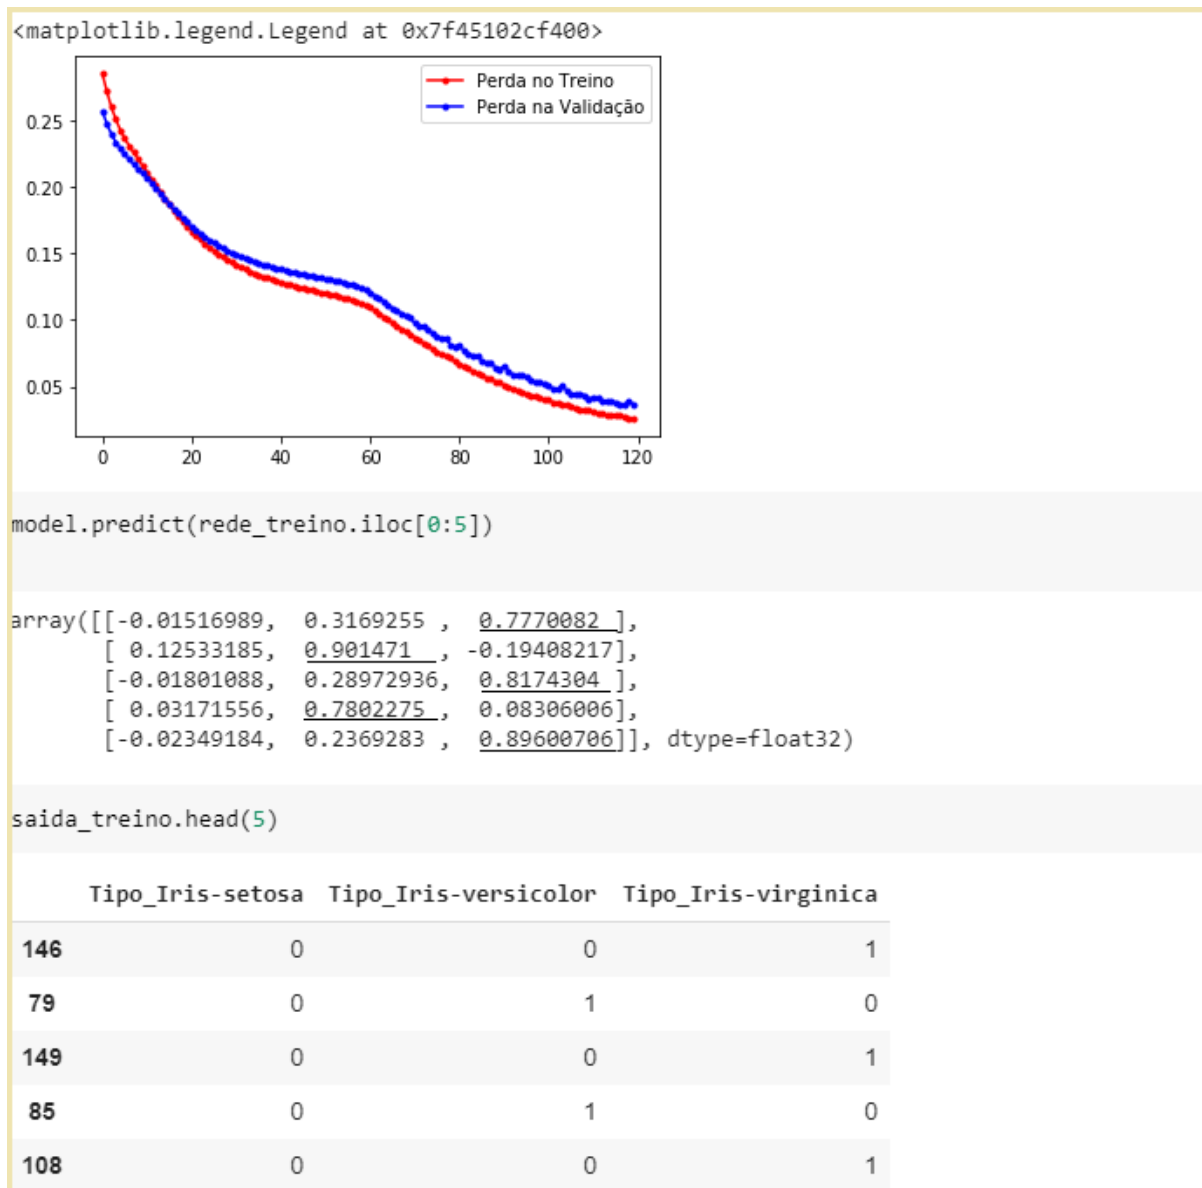 <matplotlib.legend.Legend at 0x7f45102cf400>
Perda no Treino
Perda na Validação
0.25
0.20
0.15
0.10
0.05
0 20 40 60 80 100 120
model.predict(rede_treino.iloc[0:5])
array([[-0.01516989, 0.3169255 , 0.7770082 ],
[ 0.12533185, 0.901471 , -0.19408217],
[-0.01801088, 0.28972936, 0.8174304 ],
[ 0.03171556, 0.7802275 , 0.08306006],
[-0.02349184, 0.2369283 , 0.89600706]], dtype=float32)
saida_treino.head(5)
Tipo_Iris-setosa Tipo_Iris-versicolor Tipo_Iris-virginica
146 0 0 1
79 0 1 0
149 0 0 1
85 0 1 0
108 0 0 1